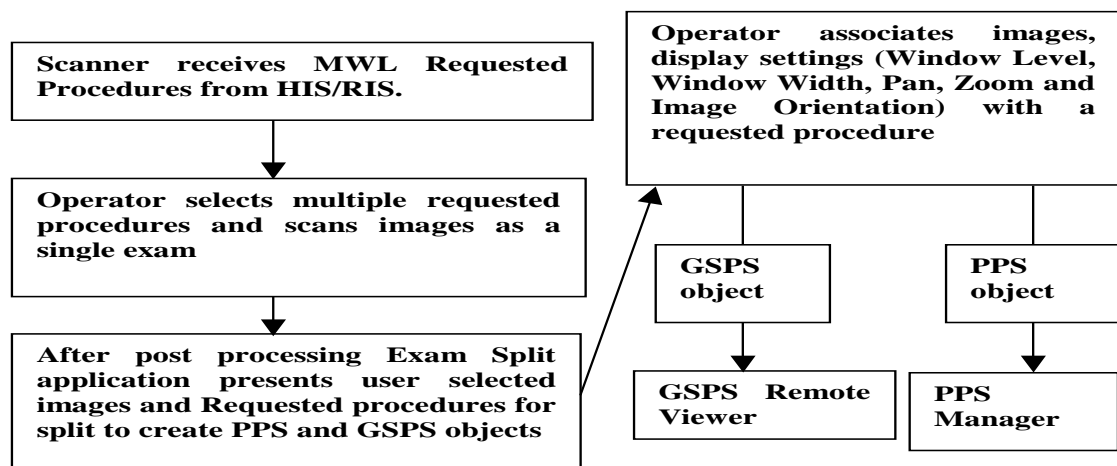 Scanner receives MWL Requested
Procedures from HIS/RIS.
Operator selects multiple requested
procedures and scans images as a
single exam
After post processing Exam Split
application presents user selected
images and Requested procedures for
split to create PPS and GSPS objects
Operator associates images,
display settings (Window Level,
Window Width, Pan, Zoom and
Image Orientation) with a
requested procedure
GSPS
object
PPS
object
GSPS Remote
Viewer
PPS
Manager